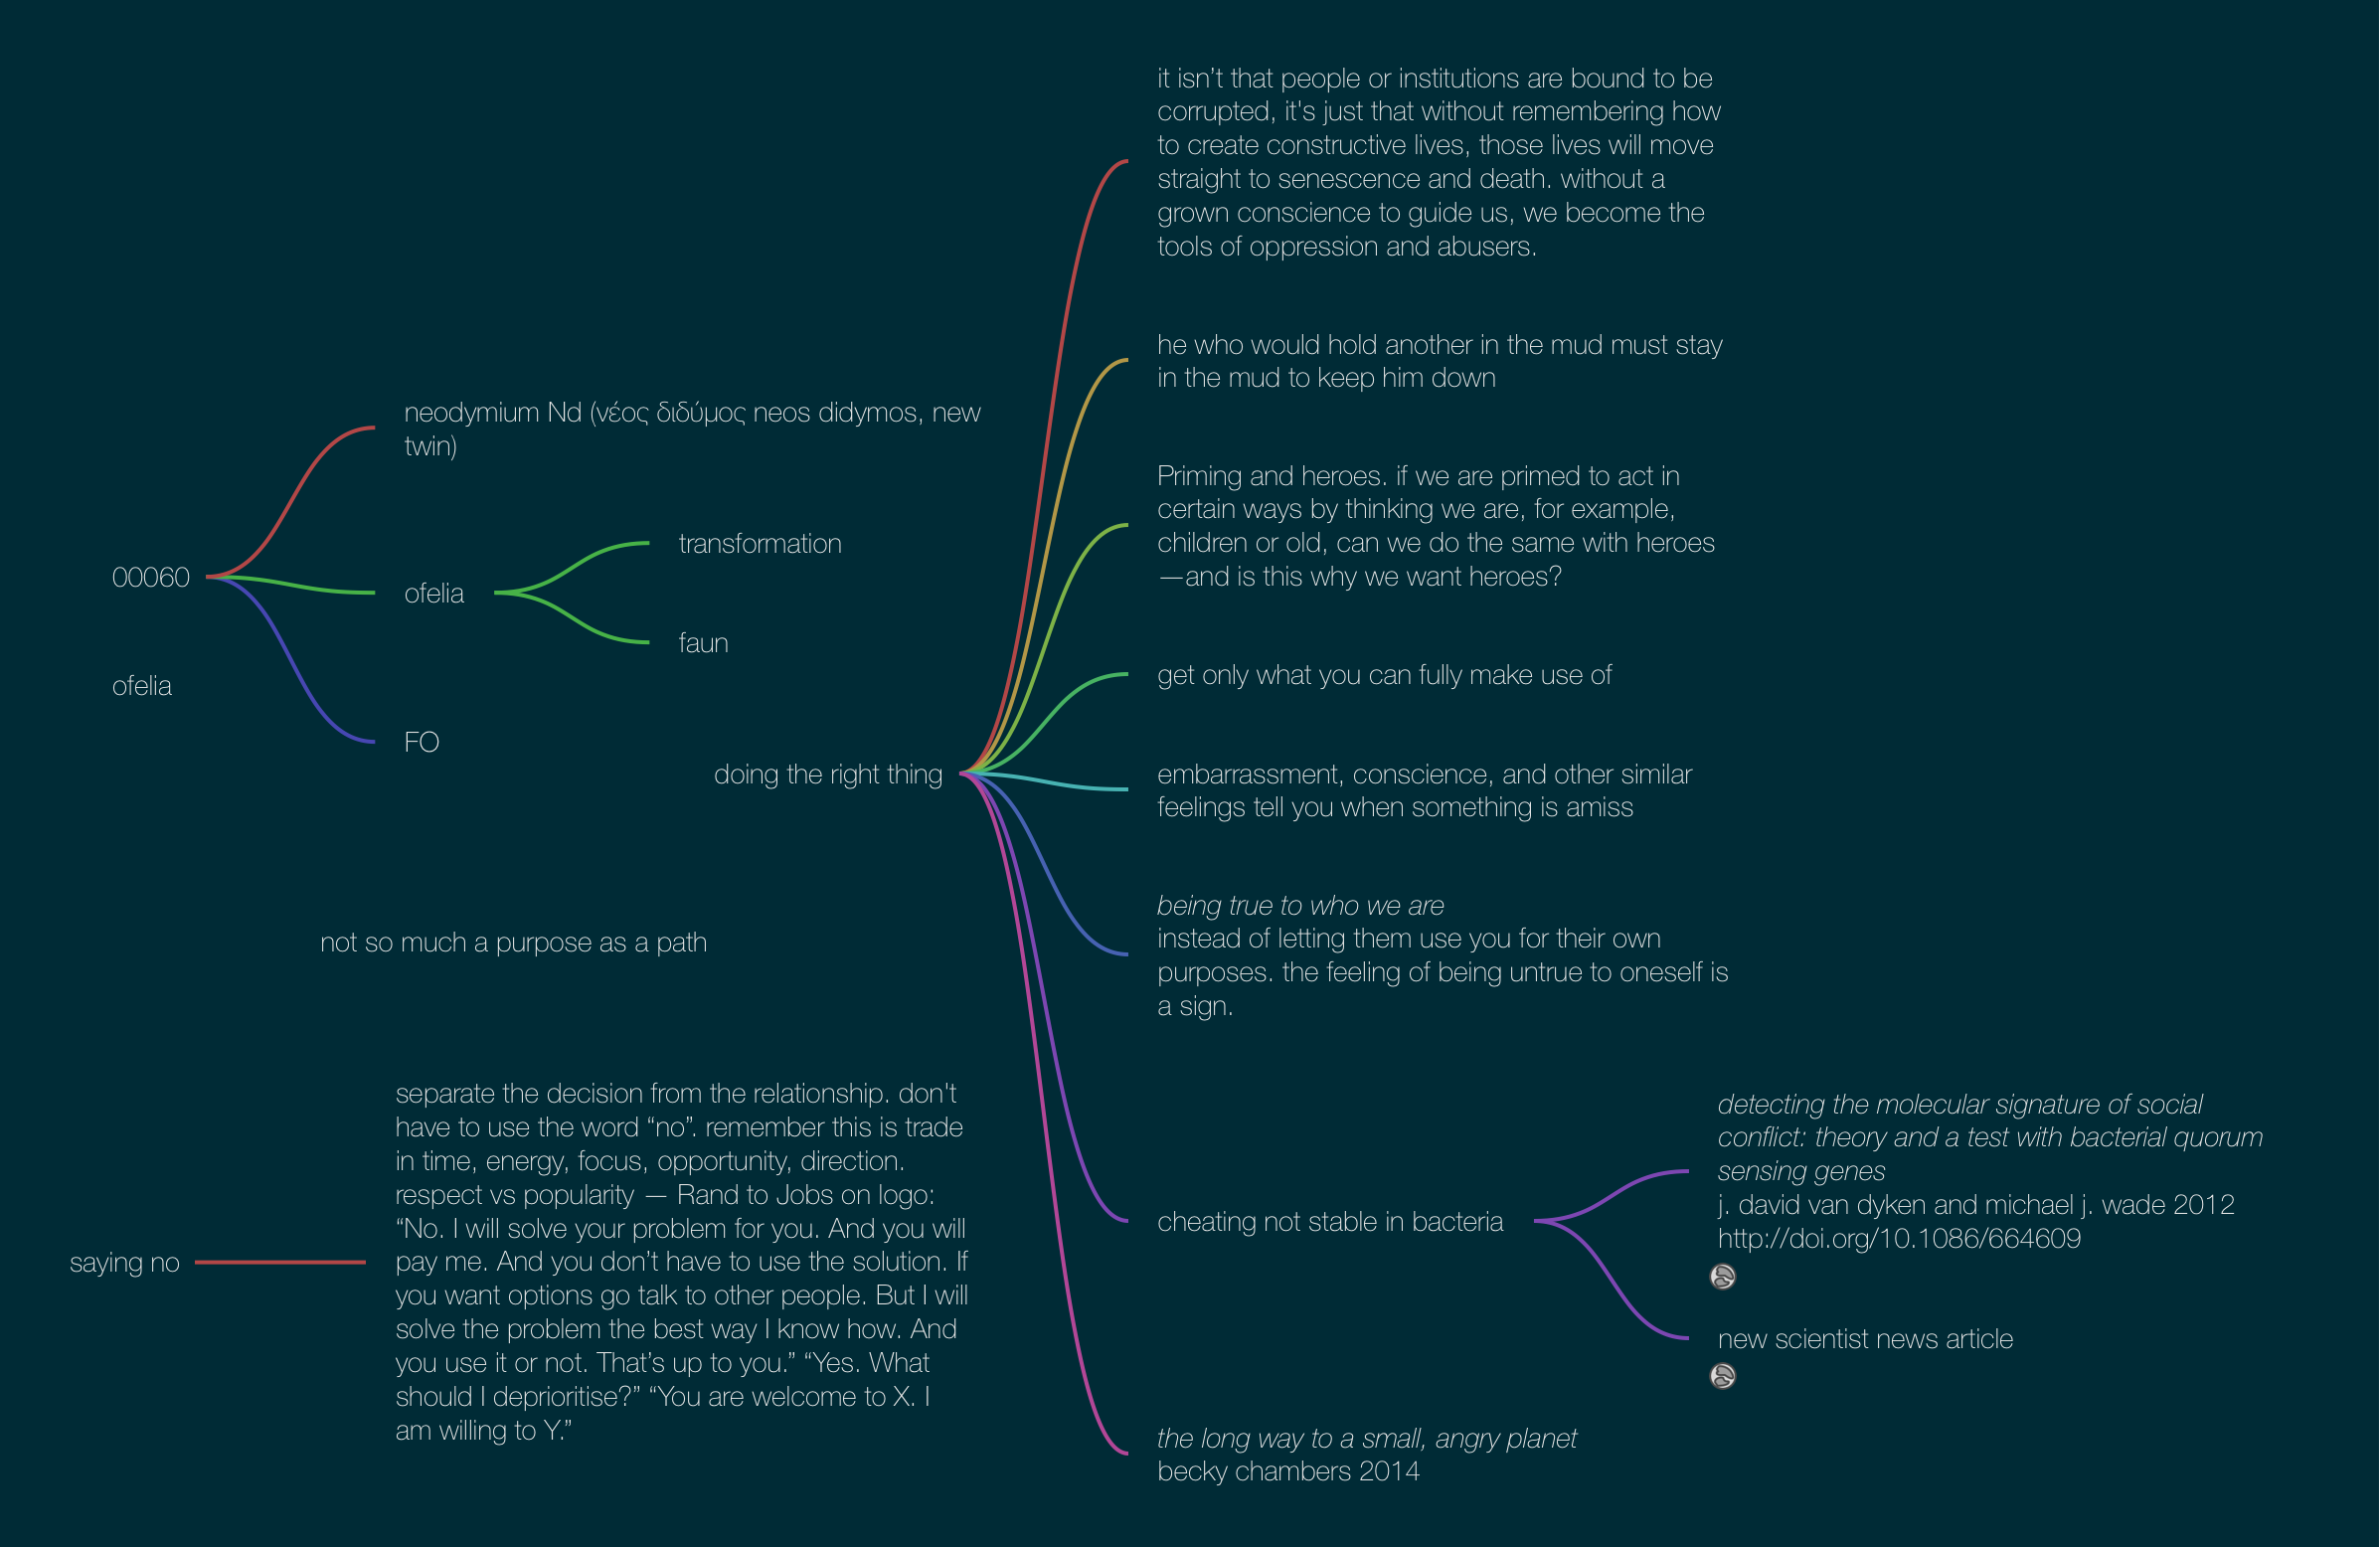 00060
ofelia
neodymium Nd (νέος διδύμος neos didymos, new
twin)
ofelia
transformation
faun
FO
doing the right thing
it isn’t that people or institutions are bound to be
corrupted, it's just that without remembering how
to create constructive lives, those lives will move
straight to senescence and death. without a
grown conscience to guide us, we become the
tools of oppression and abusers.
he who would hold another in the mud must stay
in the mud to keep him down
Priming and heroes. if we are primed to act in
certain ways by thinking we are, for example,
children or old, can we do the same with heroes
—and is this why we want heroes?
get only what you can fully make use of
embarrassment, conscience, and other similar
feelings tell you when something is amiss
being true to who we are
instead of letting them use you for their own
purposes. the feeling of being untrue to oneself is
a sign.
cheating not stable in bacteria
detecting the molecular signature of social
conflict: theory and a test with bacterial quorum
sensing genes
j. david van dyken and michael j. wade 2012
http://doi.org/10.1086/664609
new scientist news article
the long way to a small, angry planet
becky chambers 2014
not so much a purpose as a path
saying no
separate the decision from the relationship. don't
have to use the word “no”. remember this is trade
in time, energy, focus, opportunity, direction.
respect vs popularity — Rand to Jobs on logo:
“No. I will solve your problem for you. And you will
pay me. And you don’t have to use the solution. If
you want options go talk to other people. But I will
solve the problem the best way I know how. And
you use it or not. That’s up to you.” “Yes. What
should I deprioritise?” “You are welcome to X. I
am willing to Y.”